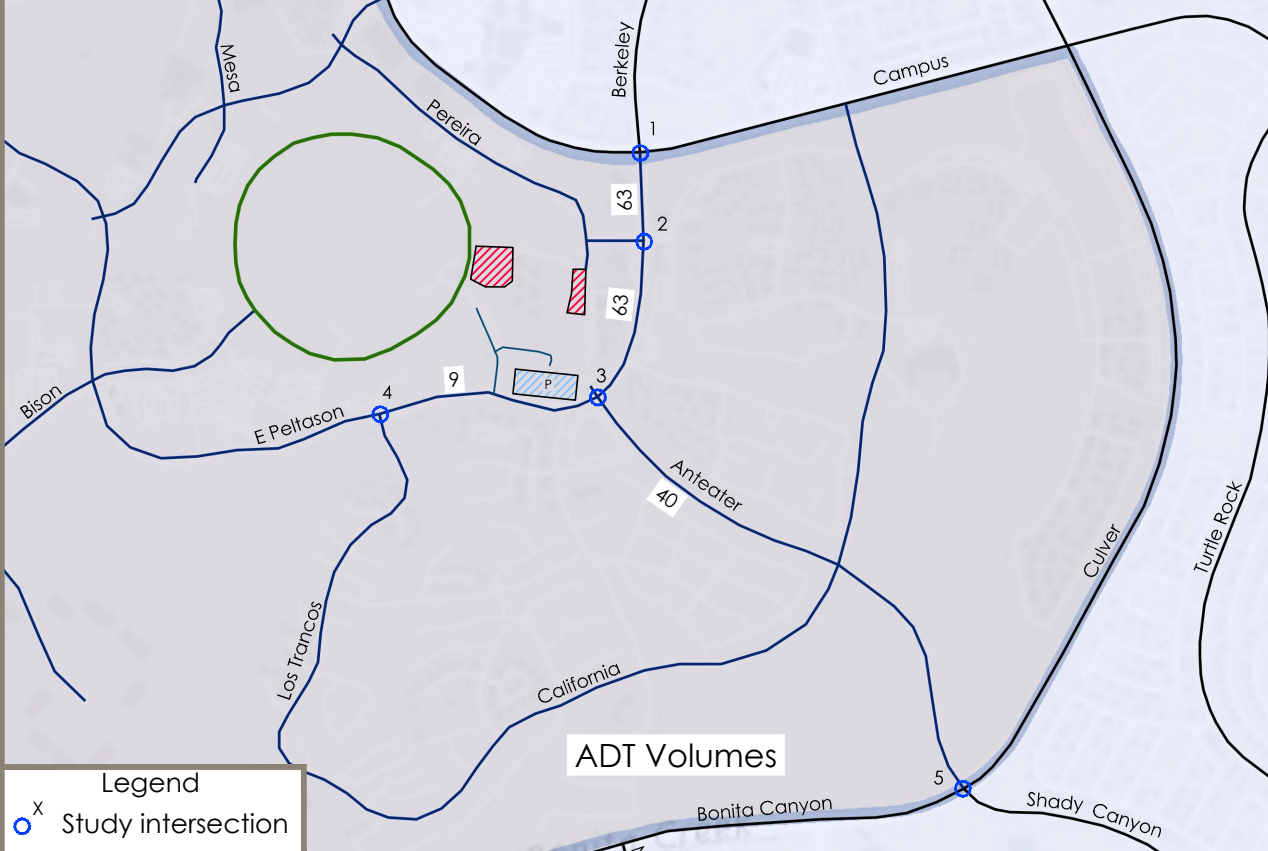 Mesa
Berkeley
Campus
Pereira
1
63
2
63
P
3
9
4
Bison
E Peltason
Anteater
40
Culver
Turtle Rock
Los Trancos
California
ADT Volumes
5
Bonita Canyon
Shady Canyon
Legend
X
Study intersection